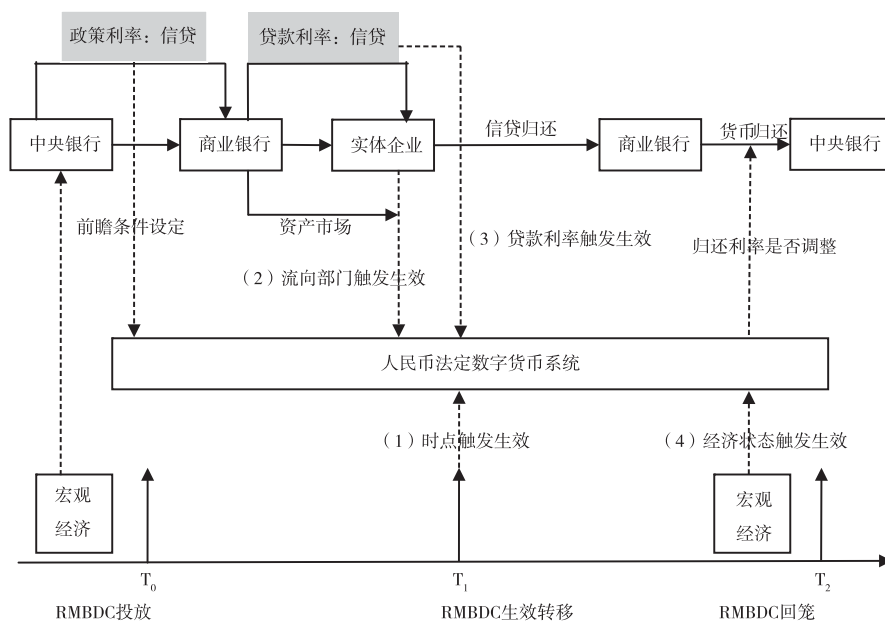 政策利率：信贷
贷款利率：信贷
中央银行
商业银行
实体企业
信贷归还
商业银行
货币归还
中央银行
前瞻条件设定
资产市场
（3）贷款利率触发生效
归还利率是否调整
（2）流向部门触发生效
人民币法定数字货币系统
（1）时点触发生效
（4）经济状态触发生效
宏观
经济
宏观
经济
T0
T1
T2
RMBDC投放
RMBDC生效转移
RMBDC回笼